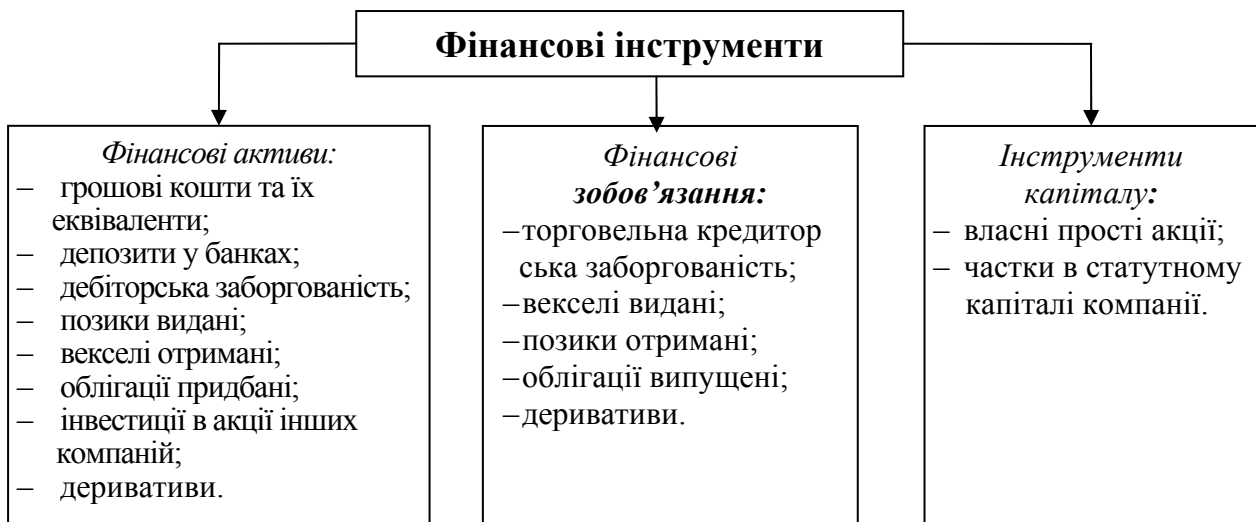 Фінансові інструменти
Фінансові активи:
– грошові кошти та їх
еквіваленти;
– депозити у банках;
– дебіторська заборгованість;
– позики видані;
– векселі отримані;
– облігації придбані;
– інвестиції в акції інших
компаній;
– деривативи.
Фінансові
зобов’язання:
–торговельна кредитор
ська заборгованість;
–векселі видані;
–позики отримані;
–облігації випущені;
–деривативи.
Інструменти
капіталу:
– власні прості акції;
– частки в статутному
капіталі компанії.